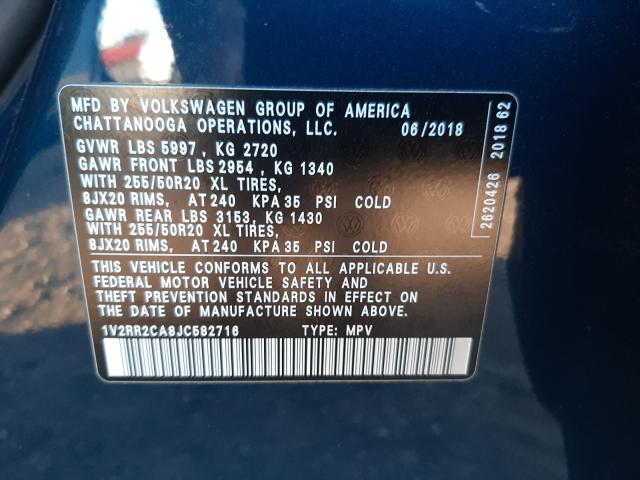 MFD BY VOLKSWAGEN GROUP OF AMERICA
CHATTANOOGA OPERATIONS, LLC. 06/2018
GVWR LBS 5997 , KG 2720
GAWR FRONT LBS 2954 , KG 1340
WITH 255/50R20 XL TIRES,
8JX20 RIMS, AT 240 KPA 35 PSI COLD
GAWR REAR LBS 3153, KG 1430
WITH 255/50R20 XL TIRES,
8JX20 RIMS, AT 240 KPA 35 PSI COLD
THIS VEHICLE CONFORMS TO ALL APPLICABLE U.S.
FEDERAL MOTOR VEHICLE SAFETY AND
THEFT PREVENTION STANDARDS IN EFFECT ON
THE DATE OF MANUFACTURE SHOWN ABOVE.
1V2RR2CA8JC582716 TYPE: MPV
2620426 2018 62